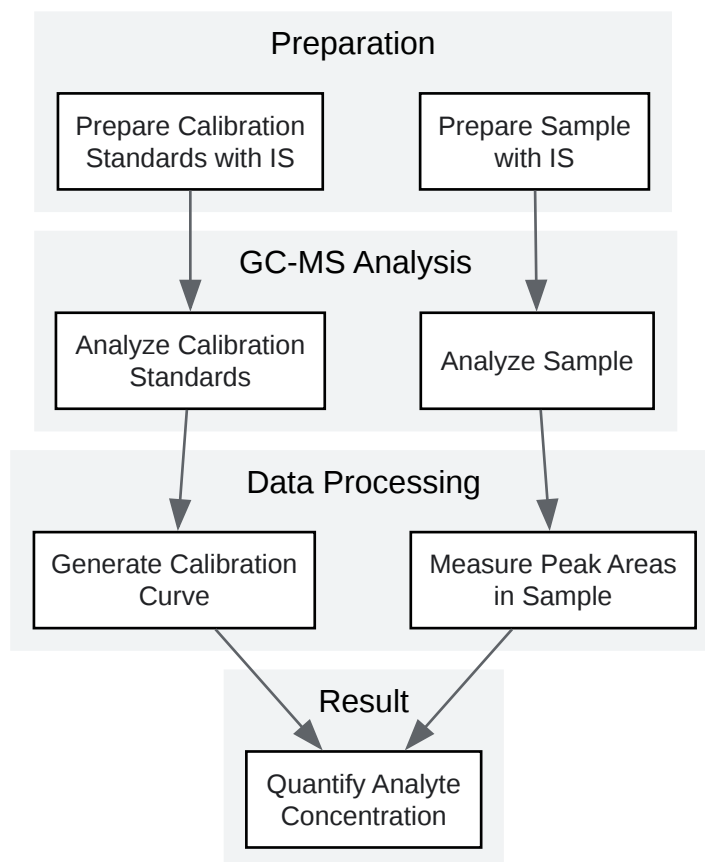 Preparation
Prepare Calibration
Standards with IS
Prepare Sample
with IS
GC-MS Analysis
Analyze Calibration
Standards
Analyze Sample
Data Processing
Generate Calibration
Curve
Measure Peak Areas
in Sample
Result
Quantify Analyte
Concentration